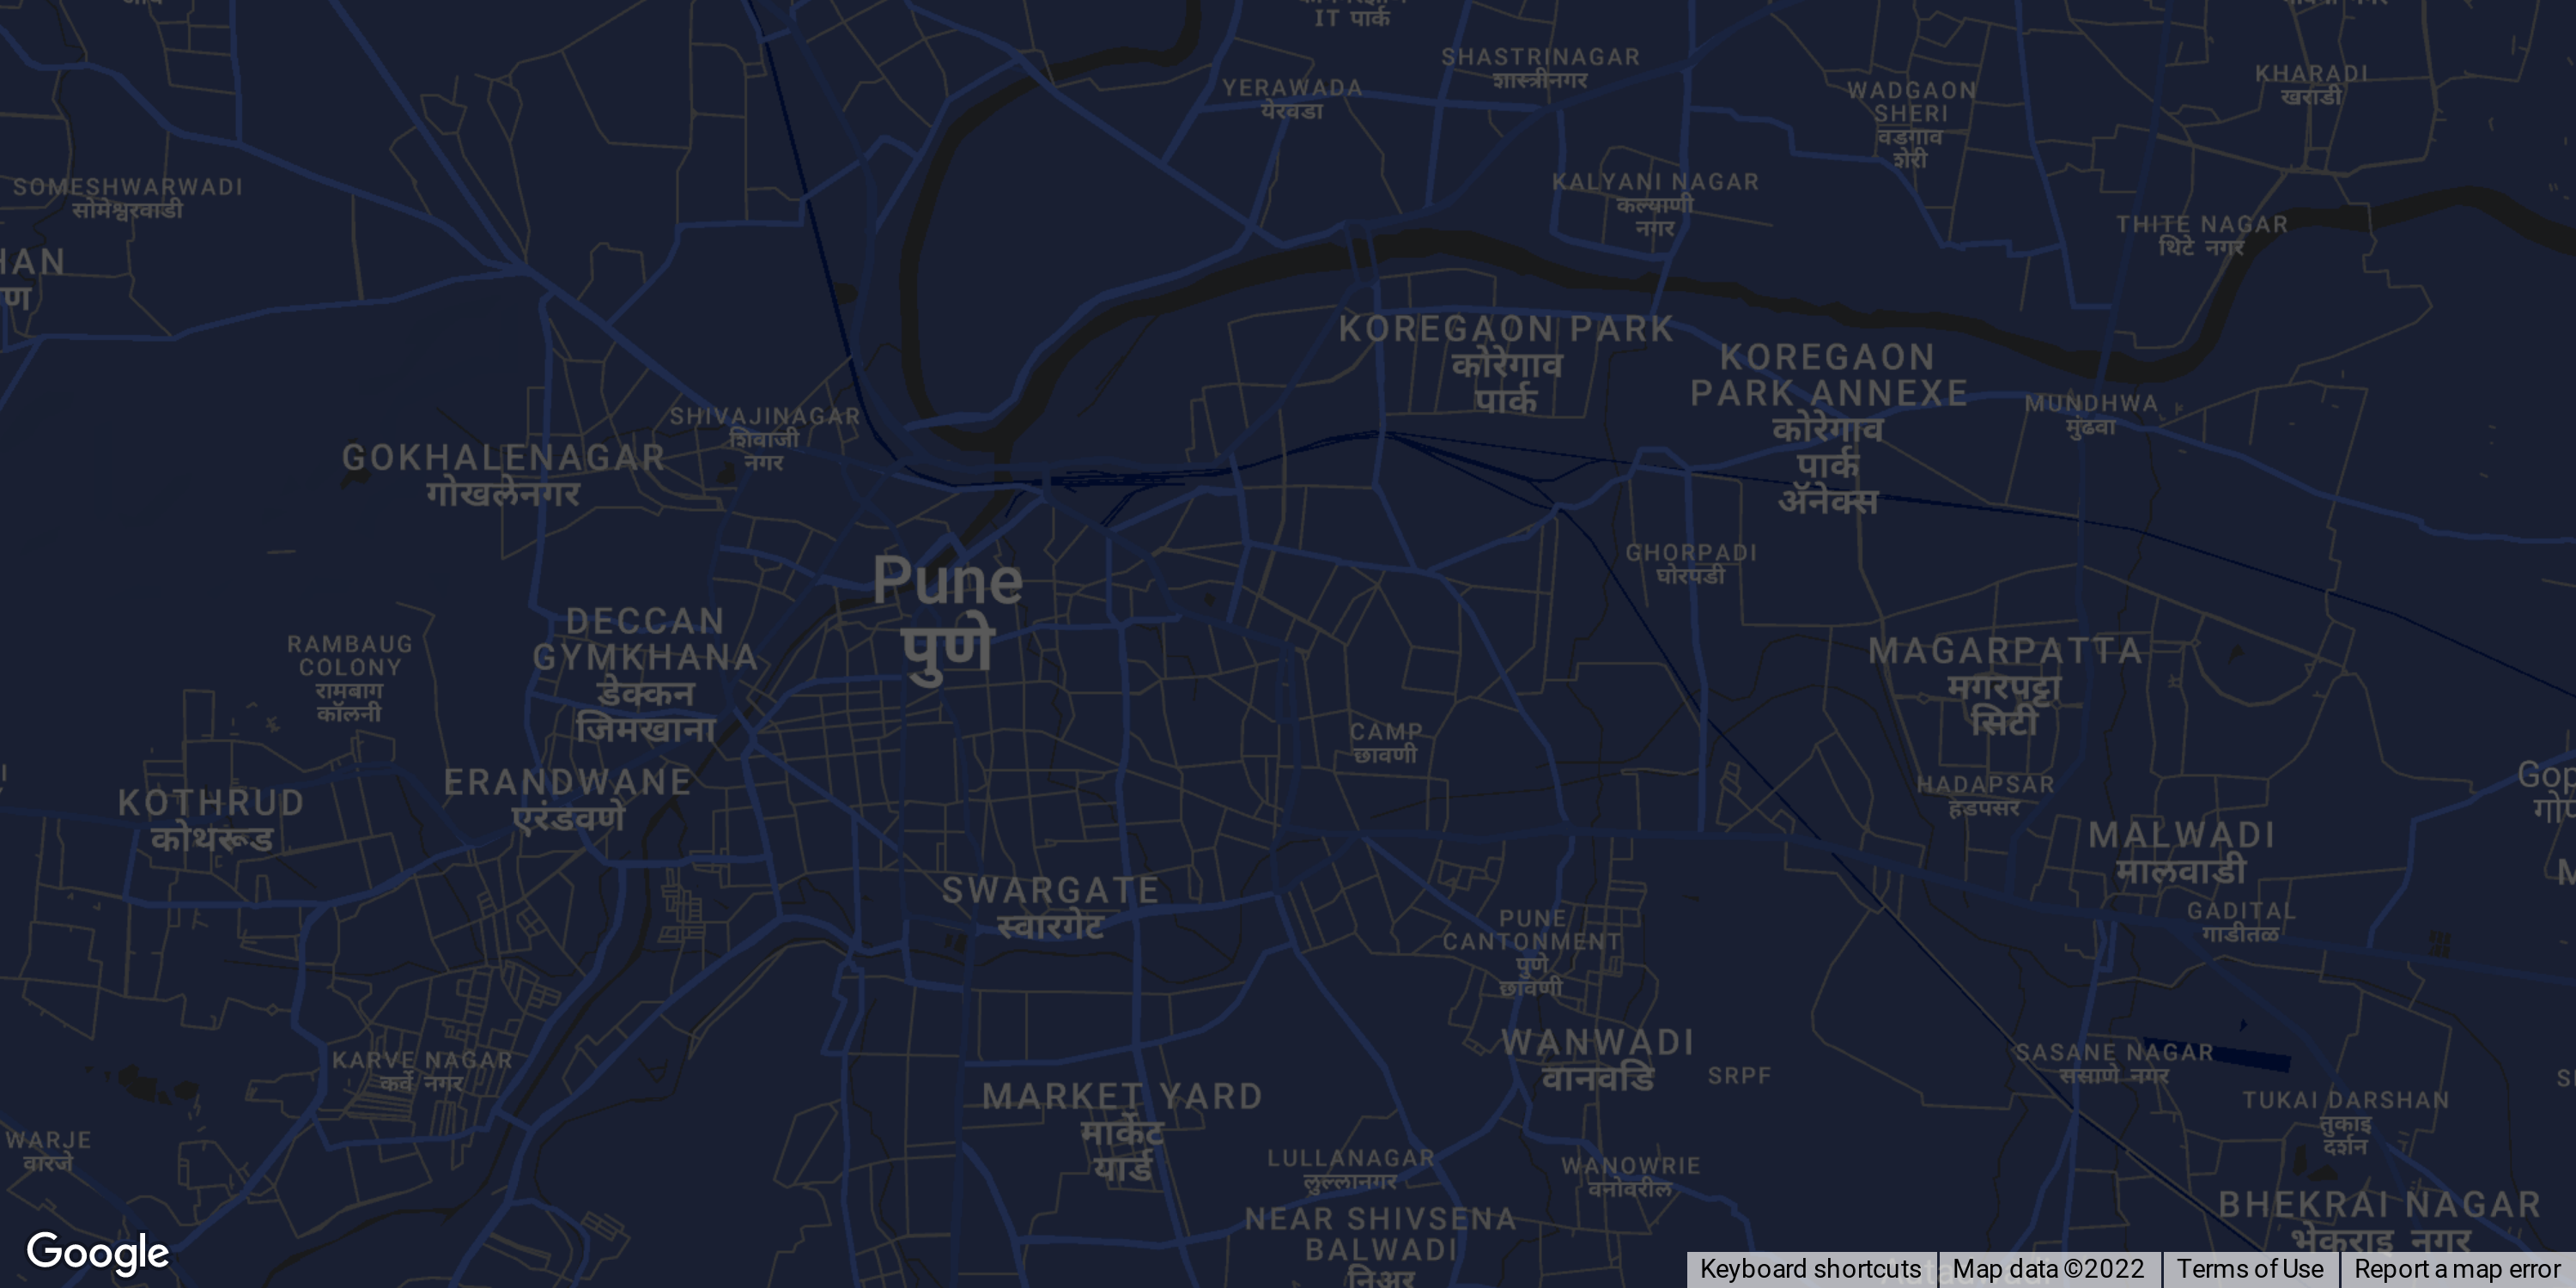 IT पार्क
SHASTRINAGAR
शास्त्रीनगर
YERAWADA
येरवडा
WADGAON
SHERI
वडगाव
शेरी
KHARADI
खराडी
SOMESHWARWADI
सोमेश्वरवाडी
KALYANI NAGAR
कल्याणी
नगर
THITE NAGAR
थिटे नगर
HAN
ण
KOREGAON PARK
कोरेगाव
पार्क
KOREGAON
PARK ANNEXE
कोरेगाव
पार्क
ॲनेक्स
MUNDHWA
मुंढवा
SHIVAJINAGAR
शिवाजी
नगर
GOKHALENAGAR
गोखलेनगर
GHORPADI
घोरपडी
Pune
पुणे
DECCAN
GYMKHANA
डेक्कन
जिमखाना
RAMBAUG
COLONY
रामबाग
कॉलनी
MAGARPATTA
मगरपट्टा
सिटी
CAMP
छावणी
ERANDWANE
एरंडवणे
KOTHRUD
कोथरूड
HADAPSAR
हडपसर
Gop
MALWADI
मालवाडी
SWARGATE
स्वारगेट
PUNE
CANTONMENT
पुणे
छावणी
GADITAL
गाडीतळ
WANWADI
वानवडि
SRPF
KARVE NAGAR
कर्वे नगर
SASANE NAGAR
ससाणे नगर
MARKET YARD
मार्केट
यार्ड
TUKAI DARSHAN
तुकाइ
दर्शन
WARJE
वारजे
LULLANAGAR
लुल्लानगर
WANOWRIE
वनोवरील
NEAR SHIVSENA
BALWADI
निअर
BHEKRAI NAGAR
भेकराइ नगर
Google
Keyboard shortcuts
Map data ©2022
Terms of Use
Report a map error